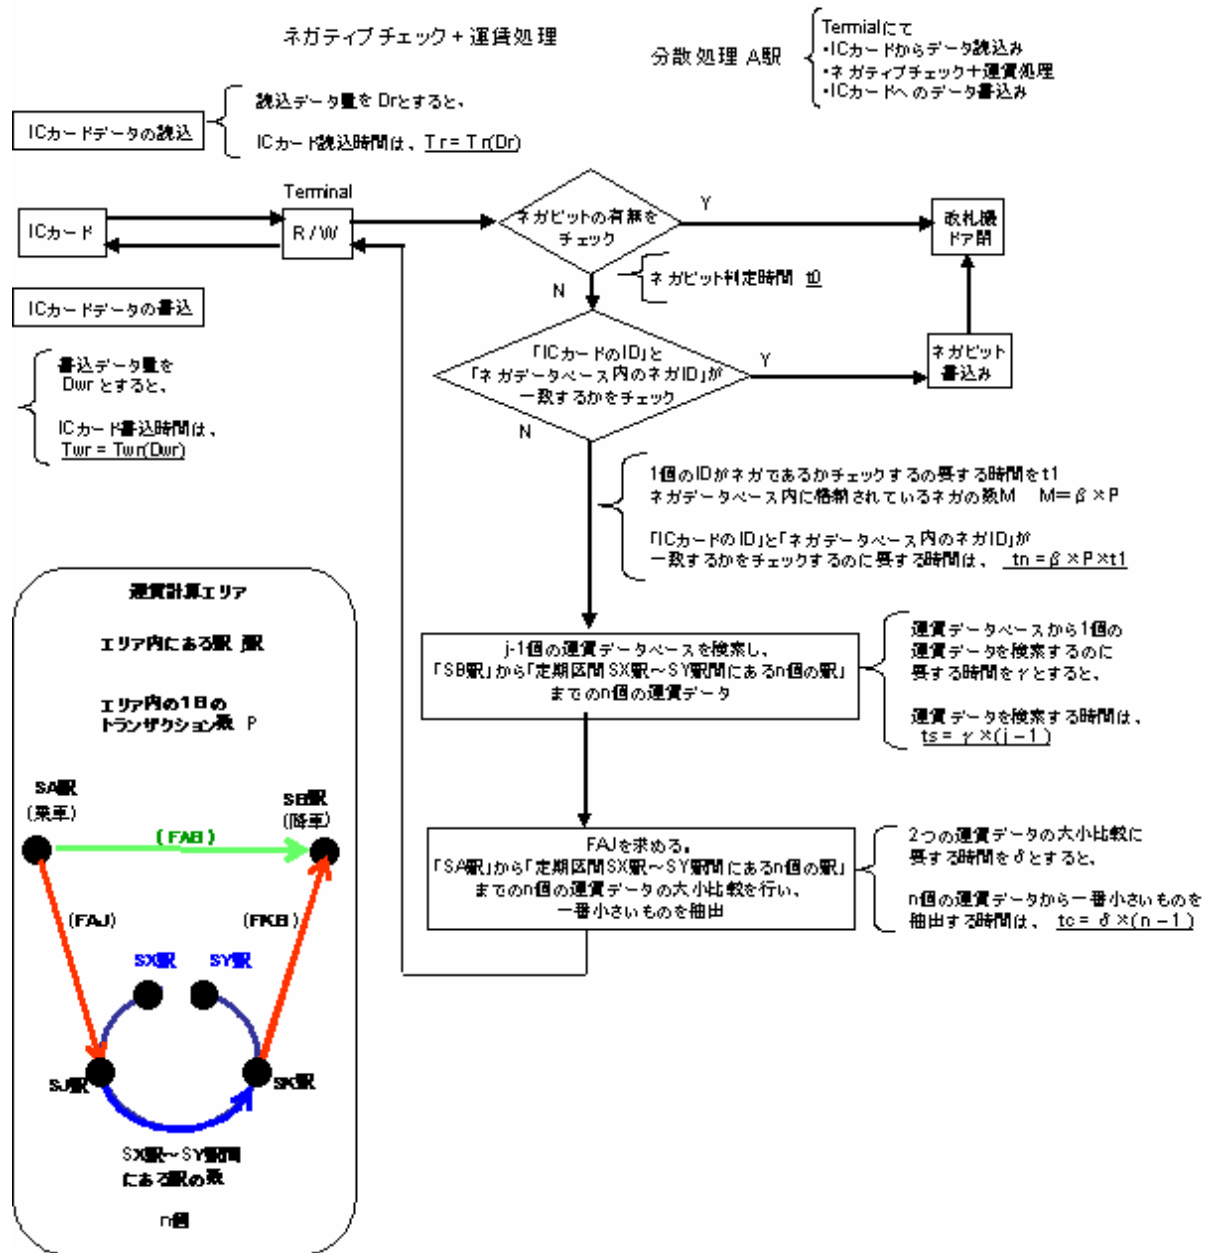 ネガティブチェック+運賃処理
分散処理 A駅
Termialにて
・ICカードからデータ読込み
・ネガティブチェック+運賃処理
・ICカードへのデータ書込み
ICカードデータの読込
読込データ量をDrとすると、
ICカード読込時間は、Tr=Tr(Dr)
Terminal
ICカード
R/W
ネガビットの有無を
チェック
Y
改札機
ドア閉
ネガビット判定時間 t0
N
ICカードデータの書込
書込データ量を
Dwrとすると、
ICカード書込時間は、
Twr = Twr(Dwr)
「ICカードのID」と
「ネガデータベース内のネガID」が
一致するかをチェック
Y
ネガビット
書込み
N
1個のIDがネガであるかチェックするの要する時間をt1
ネガデータベース内に格納されているネガの数M M=β×P
「ICカードのID」と「ネガデータベース内のネガID」が
一致するかをチェックするのに要する時間は、 tn=β×P×t1
j-1個の運賃データベースを検索し、
「SB駅」から「定期区間SX駅～SY駅間にあるn個の駅」
までのn個の運賃データ
運賃データベースから1個の
運賃データを検索するのに
要する時間をγとすると、
運賃データを検索する時間は、
ts=γ×(j-1)
FAJを求める。
「SA駅」から「定期区間SX駅～SY駅間にあるn個の駅」
までのn個の運賃データの大小比較を行い、
一番小さいものを抽出
2つの運賃データの大小比較に
要する時間をδとすると、
n個の運賃データから一番小さいものを
抽出する時間は、 tc=δ×(n-1)
運賃計算エリア
エリア内にある駅 j駅
エリア内の1日の
トランザクション数 P
SA駅
(乗車)
SB駅
(降車)
(FAB)
(FAJ)
(FKB)
SX駅
SY駅
SJ駅
SK駅
SX駅～SY駅間
にある駅の数
n個